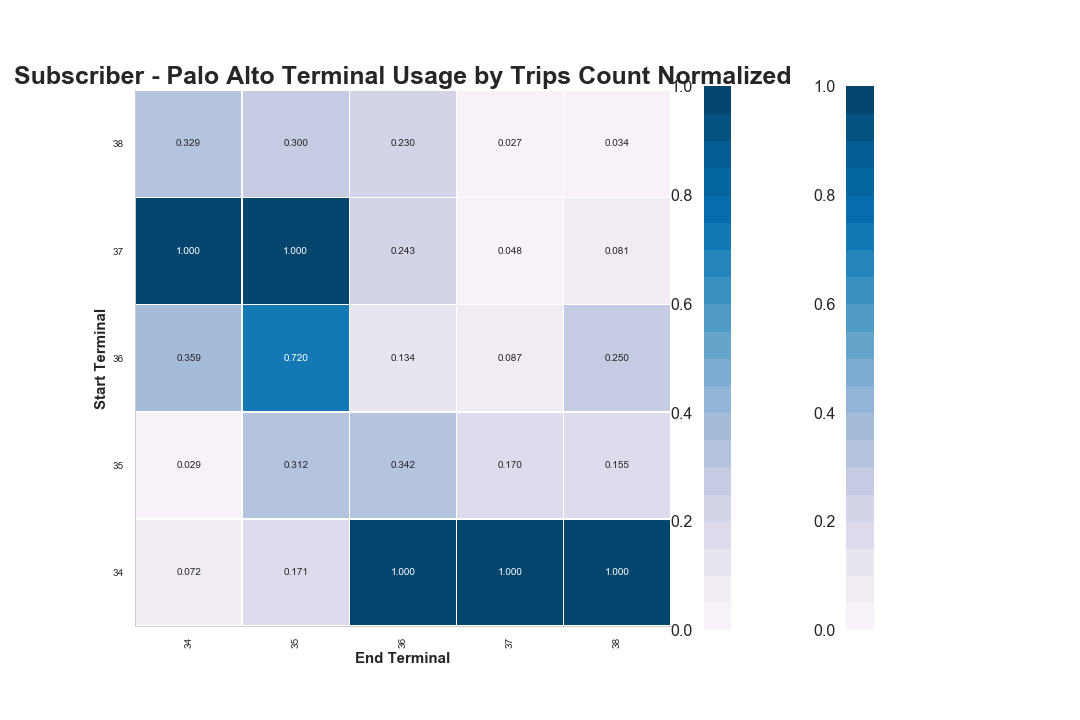 Subscriber - Palo Alto Terminal Usage by Trips Count Normalized
1.0 1.0
38 0.329 0.300 0.230 0.027 0.034
0.8 0.8
37 1.000 1.000 0.243 0.048 0.081
0.6 0.6
Start Terminal
36 0.359 0.720 0.134 0.087 0.250
0.4 0.4
35 0.029 0.312 0.342 0.170 0.155
0.2 0.2
34 0.072 0.171 1.000 1.000 1.000
0.0 0.0
34 35 36 37 38
End Terminal